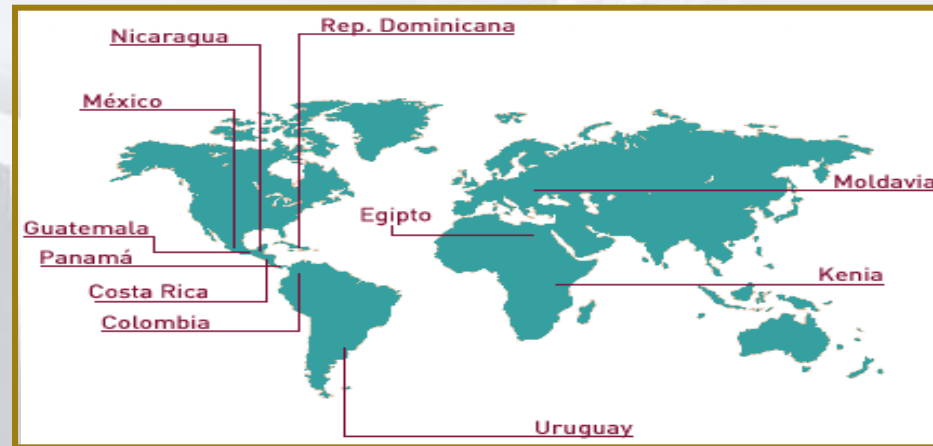 Rep. Dominicana
Nicaragua
México
Moldavia
Egipto
Guatemala
Panamá
Kenia
Costa Rica
Colombia
Uruguay